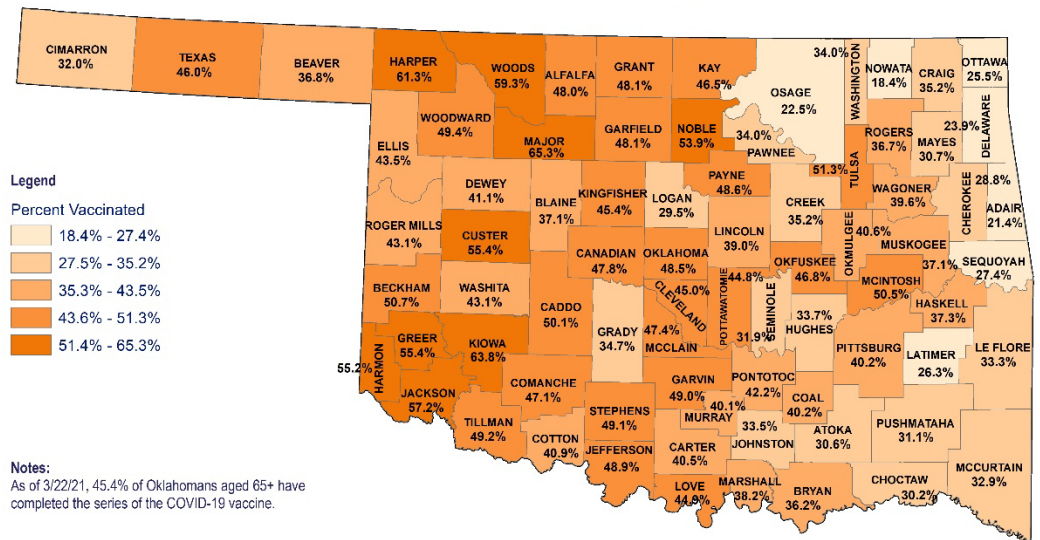 CIMARRON
32.0%
TEXAS
46.0%
BEAVER
36.8%
HARPER
61.3%
WOODS
59.3%
ALFALFA
48.0%
GRANT
48.1%
KAY
46.5%
OSAGE
22.5%
34.0%
WASHINGTON
NOWATA
18.4%
CRAIG
35.2%
OTTAWA
25.5%
WOODWARD
49.4%
ELLIS
43.5%
MAJOR
65.3%
GARFIELD
48.1%
NOBLE
53.9%
34.0%
PAWNEE
51.3%
TULSA
ROGERS
36.7%
MAYES
30.7%
23.9%
DELAWARE
DEWEY
41.1%
BLAINE
37.1%
KINGFISHER
45.4%
LOGAN
29.5%
PAYNE
48.6%
CREEK
35.2%
WAGONER
39.6%
CHEROKEE
28.8%
ADAIR
21.4%
ROGER MILLS
43.1%
CUSTER
55.4%
CANADIAN
47.8%
OKLAHOMA
48.5%
LINCOLN
39.0%
OKFUSKEE
46.8%
OKMULGEE
40.6%
MUSKOGEE
37.1%
SEQUOYAH
27.4%
BECKHAM
50.7%
WASHITA
43.1%
CADDO
50.1%
GRADY
34.7%
45.0%
CLEVELAND
47.4%
MCCLAIN
44.8%
POTTAWATOMIE
31.9%
SEMINOLE
33.7%
HUGHES
MCINTOSH
50.5%
HASKELL
37.3%
PITTSBURG
40.2%
LATIMER
26.3%
LE FLORE
33.3%
55.2%
HARMON
GREER
55.4%
KIOWA
63.8%
JACKSON
57.2%
COMANCHE
47.1%
TILLMAN
49.2%
COTTON
40.9%
STEPHENS
49.1%
JEFFERSON
48.9%
GARVIN
49.0%
40.1%
MURRAY
PONTOTOC
42.2%
COAL
40.2%
CARTER
40.5%
33.5%
JOHNSTON
ATOKA
30.6%
PUSHMATAHA
31.1%
LOVE
44.9%
MARSHALL
38.2%
BRYAN
36.2%
CHOCTAW
30.2%
MCCURTAIN
32.9%
Legend
Percent Vaccinated
18.4% - 27.4%
27.5% - 35.2%
35.3% - 43.5%
43.6% - 51.3%
51.4% - 65.3%
Notes:
As of 3/22/21, 45.4% of Oklahomans aged 65+ have
completed the series of the COVID-19 vaccine.